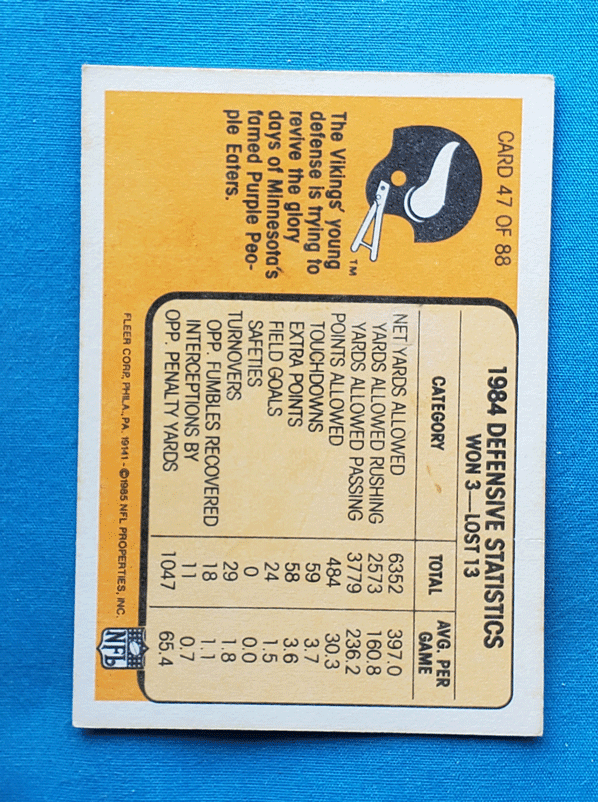 CARD 47 OF 88
TM
The Vikings' young
defense is trying to
revive the glory
days of Minnesota's
famed Purple Peo-
ple Eaters.
1984 DEFENSIVE STATISTICS
WON 3—LOST 13
CATEGORY TOTAL AVG. PER GAME
NET YARDS ALLOWED 6352 397.0
YARDS ALLOWED RUSHING 2573 160.8
YARDS ALLOWED PASSING 3779 236.2
POINTS ALLOWED 484 30.3
TOUCHDOWNS 59 3.7
EXTRA POINTS 58 3.6
FIELD GOALS 24 1.5
SAFETIES 0 0.0
TURNOVERS 29 1.8
OPP. FUMBLES RECOVERED 18 1.1
INTERCEPTIONS BY 11 0.7
OPP. PENALTY YARDS 1047 65.4
FLEER CORP., PHILA., PA. 19141 - ©1985 NFL PROPERTIES, INC.
NFL